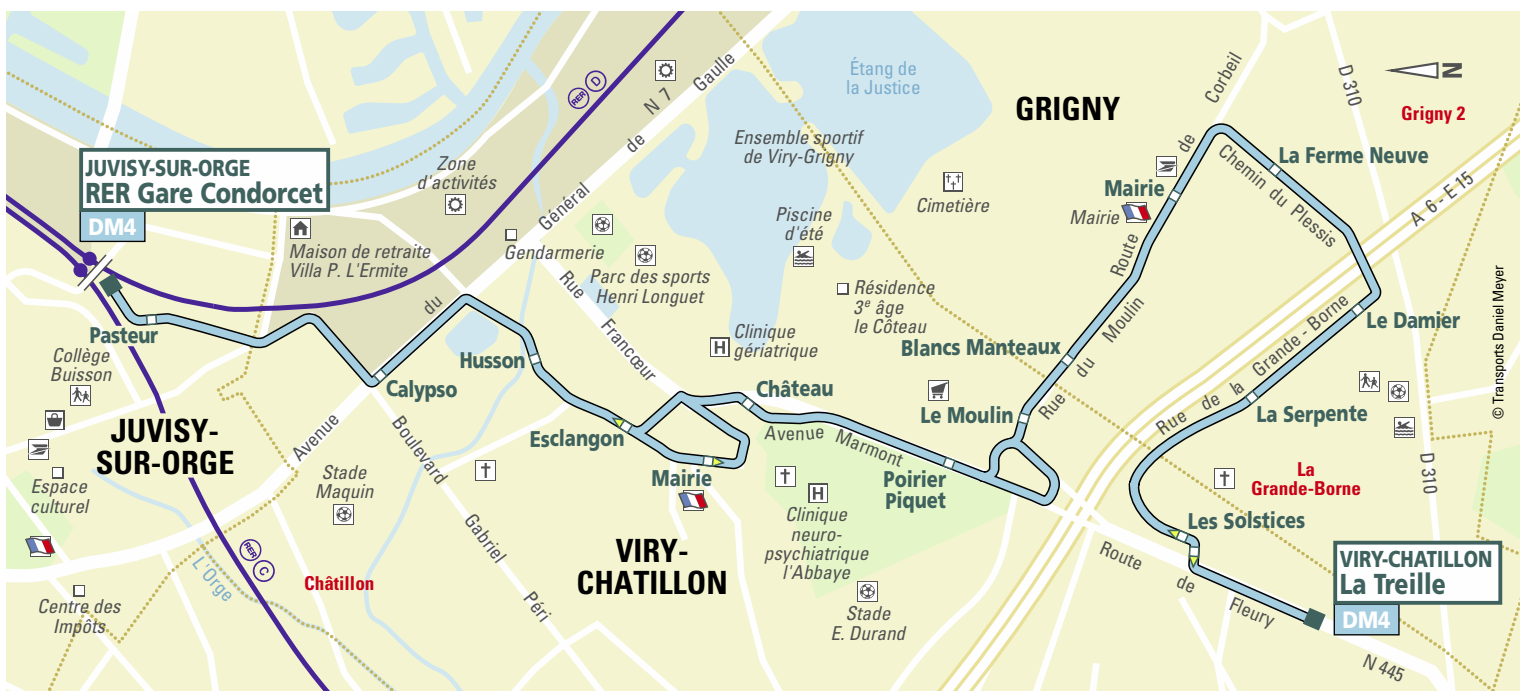 JUVISY-SUR-ORGE
RER Gare Condorcet
DM4
Pasteur
Collège
Buisson
JUVISY-
SUR-ORGE
Espace
culturel
Centre des
Impôts
Maison de retraite
Villa P. L'Ermite
Zone
d'activités
Gendarmerie
RER D
RER C
Avenue
du
Général
de
Gaulle
N 7
Calypso
Stade
Maquin
Châtillon
L'Orge
Boulevard
Gabriel
Péri
Husson
Esclangon
Mairie
VIRY-
CHATILLON
Rue
Francœur
Parc des sports
Henri Longuet
Ensemble sportif
de Viry-Grigny
Étang de
la Justice
Piscine
d'été
Cimetière
Résidence
3e âge
le Côteau
H
Clinique
gériatrique
Château
Avenue
Marmont
H
Clinique
neuro-
psychiatrique
l'Abbaye
Stade
E. Durand
Poirier
Piquet
Le Moulin
Blancs Manteaux
Rue
du
Moulin
Route
de
Corbeil
GRIGNY
Mairie
Mairie
La Ferme Neuve
Chemin du Plessis
D 310
N
Grigny 2
A 6 - E 15
Le Damier
Rue de la Grande - Borne
La Serpente
La
Grande-Borne
D 310
Les Solstices
Route
de
Fleury
VIRY-CHATILLON
La Treille
DM4
N 445
© Transports Daniel Meyer